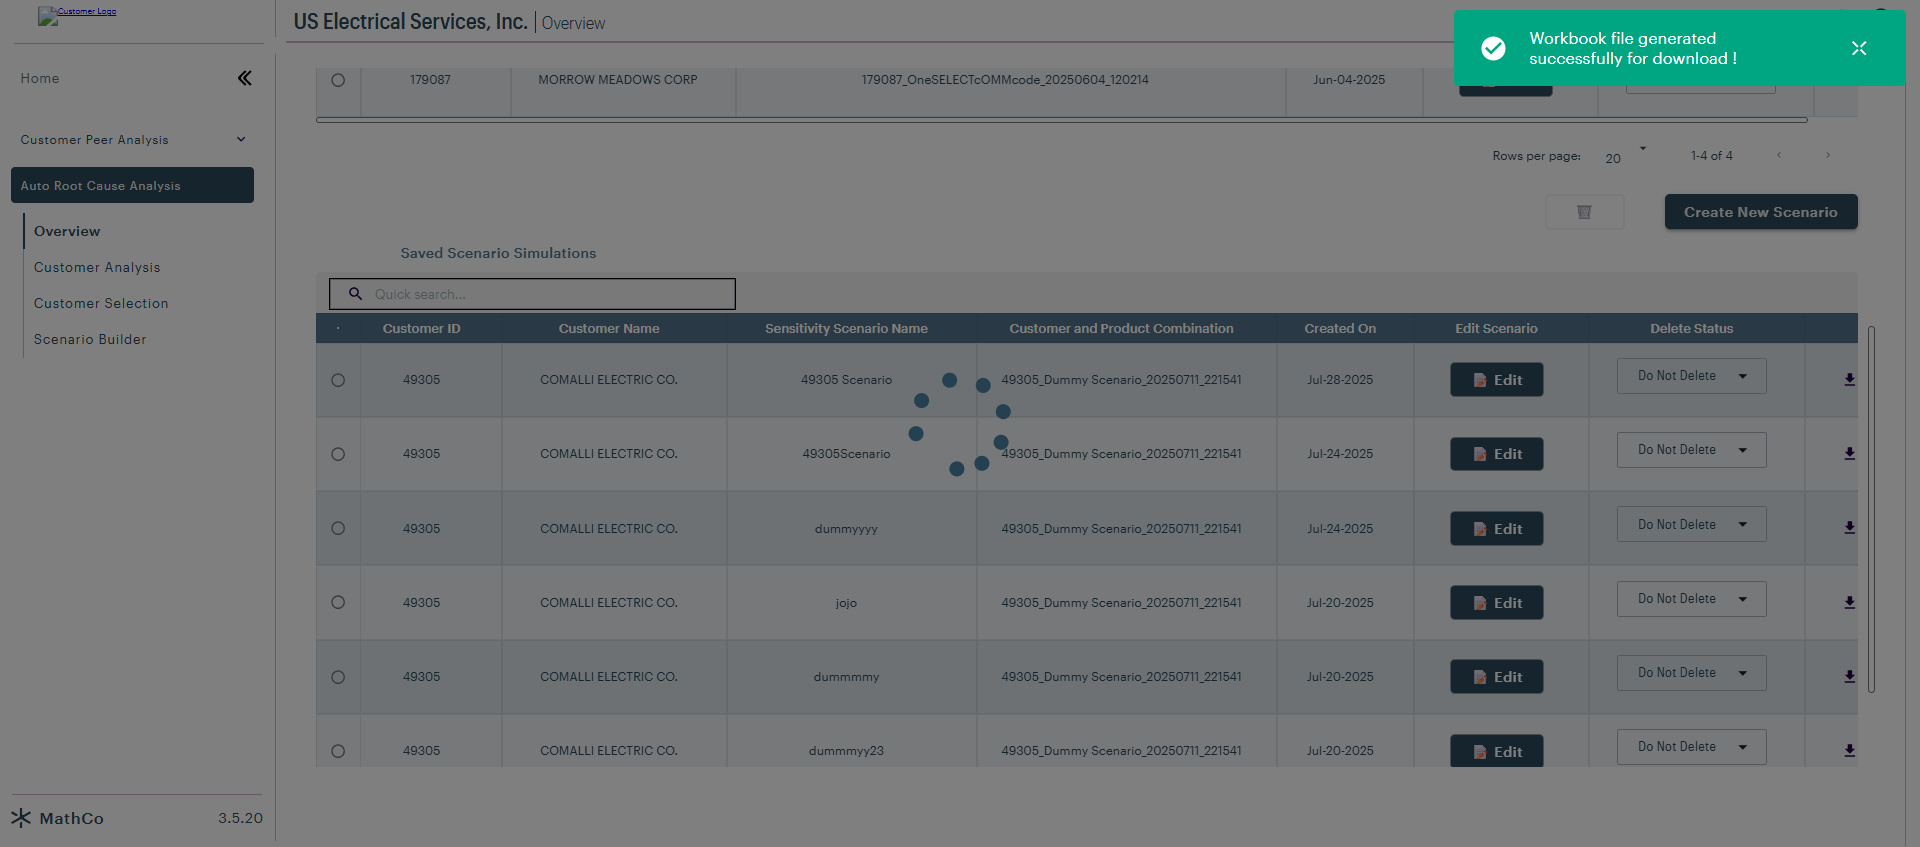 Customer Logo
US Electrical Services, Inc. | Overview
Workbook file generated
successfully for download !
Home
Customer Peer Analysis
Auto Root Cause Analysis
Overview
Customer Analysis
Customer Selection
Scenario Builder
MathCo 3.5.20
179087 MORROW MEADOWS CORP 179087_OneSELECTcOMMcode_20250604_120214 Jun-04-2025
Rows per page: 20 1-4 of 4
Create New Scenario
Saved Scenario Simulations
Quick search...
Customer ID Customer Name Sensitivity Scenario Name Customer and Product Combination Created On Edit Scenario Delete Status
49305 COMALLI ELECTRIC CO. 49305 Scenario 49305_Dummy Scenario_20250711_221541 Jul-28-2025 Edit Do Not Delete
49305 COMALLI ELECTRIC CO. 49305Scenario 49305_Dummy Scenario_20250711_221541 Jul-24-2025 Edit Do Not Delete
49305 COMALLI ELECTRIC CO. dummyyyy 49305_Dummy Scenario_20250711_221541 Jul-24-2025 Edit Do Not Delete
49305 COMALLI ELECTRIC CO. jojo 49305_Dummy Scenario_20250711_221541 Jul-20-2025 Edit Do Not Delete
49305 COMALLI ELECTRIC CO. dummmmy 49305_Dummy Scenario_20250711_221541 Jul-20-2025 Edit Do Not Delete
49305 COMALLI ELECTRIC CO. dummmyy23 49305_Dummy Scenario_20250711_221541 Jul-20-2025 Edit Do Not Delete